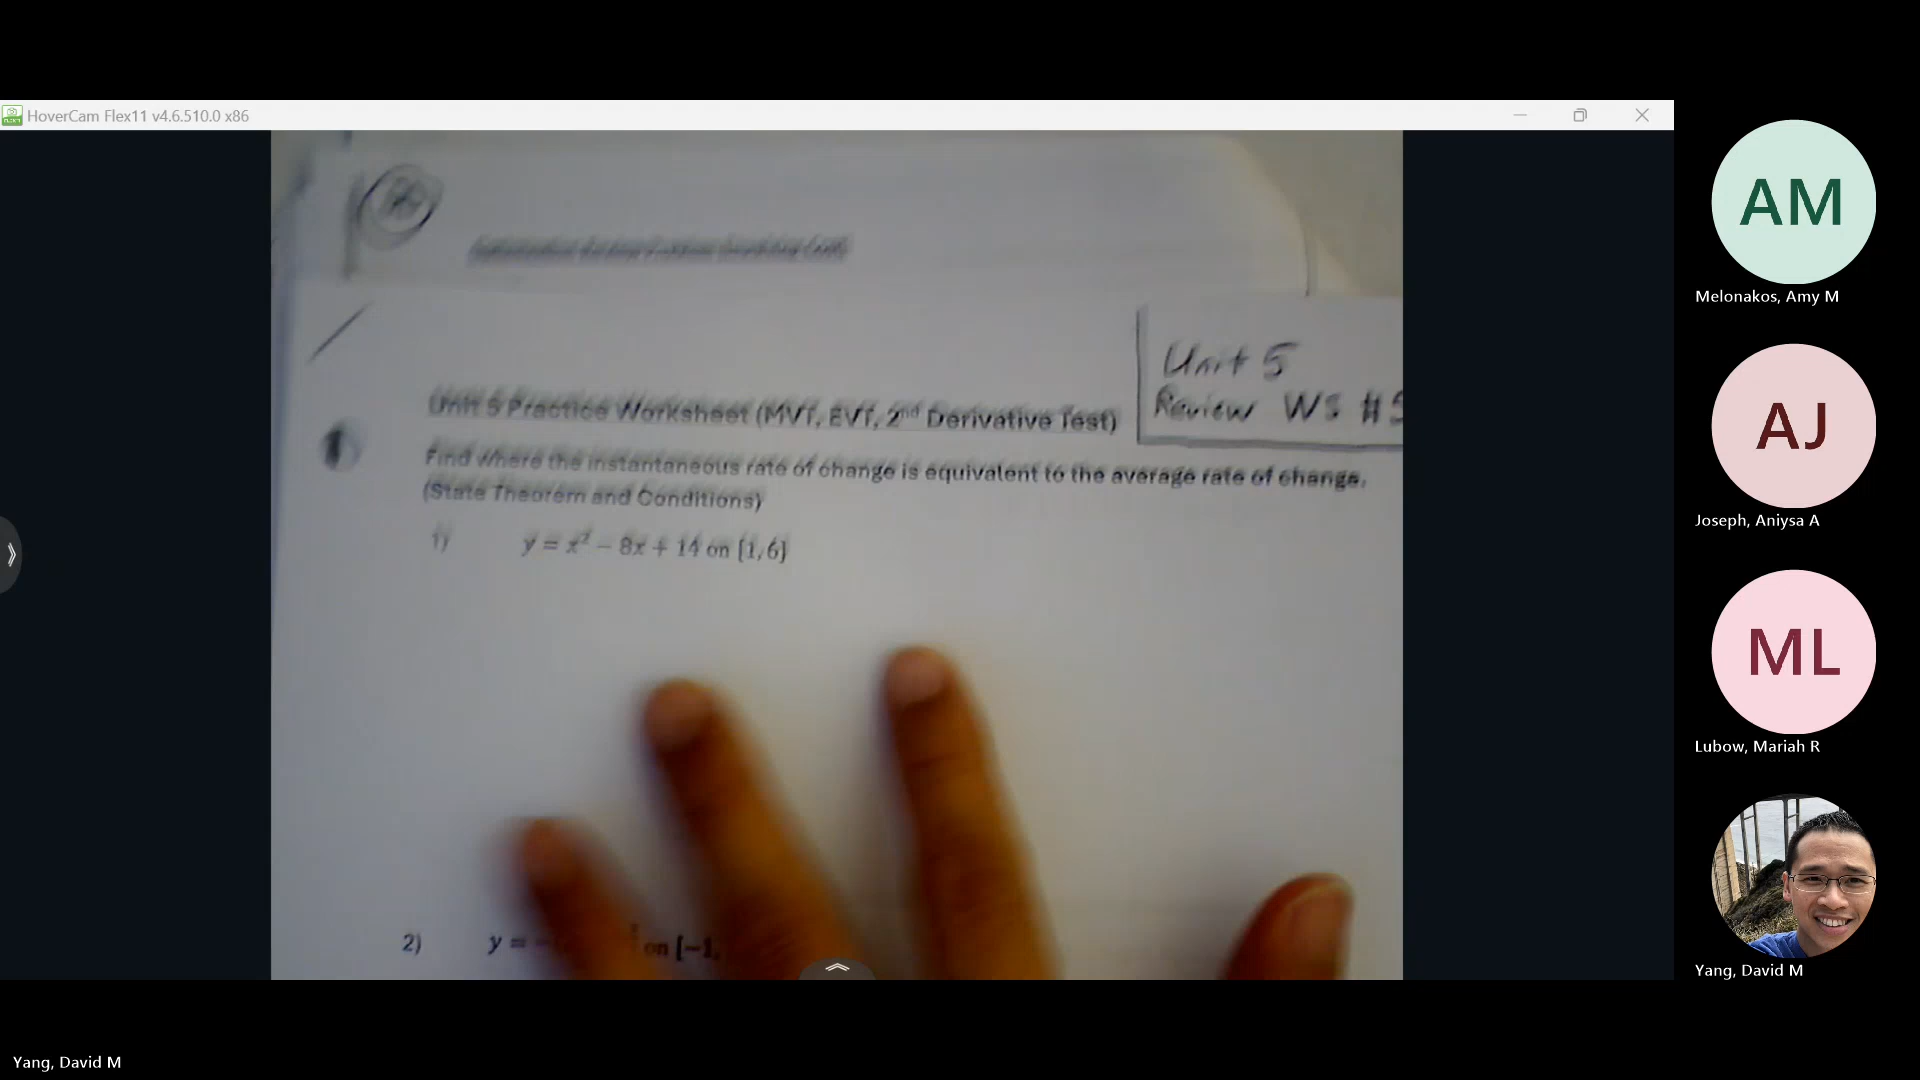 HoverCam Flex11 v4.6.510.0 x86
Unit 5
Review WS #5
Unit 5 Practice Worksheet (MVT, EVT, 2nd Derivative Test)
Find where the instantaneous rate of change is equivalent to the average rate of change.
(State Theorem and Conditions)
1) y = x² − 8x + 14 on [1, 6]
2) y = − on [−1,
AM
Melonakos, Amy M
AJ
Joseph, Aniysa A
ML
Lubow, Mariah R
Yang, David M
Yang, David M